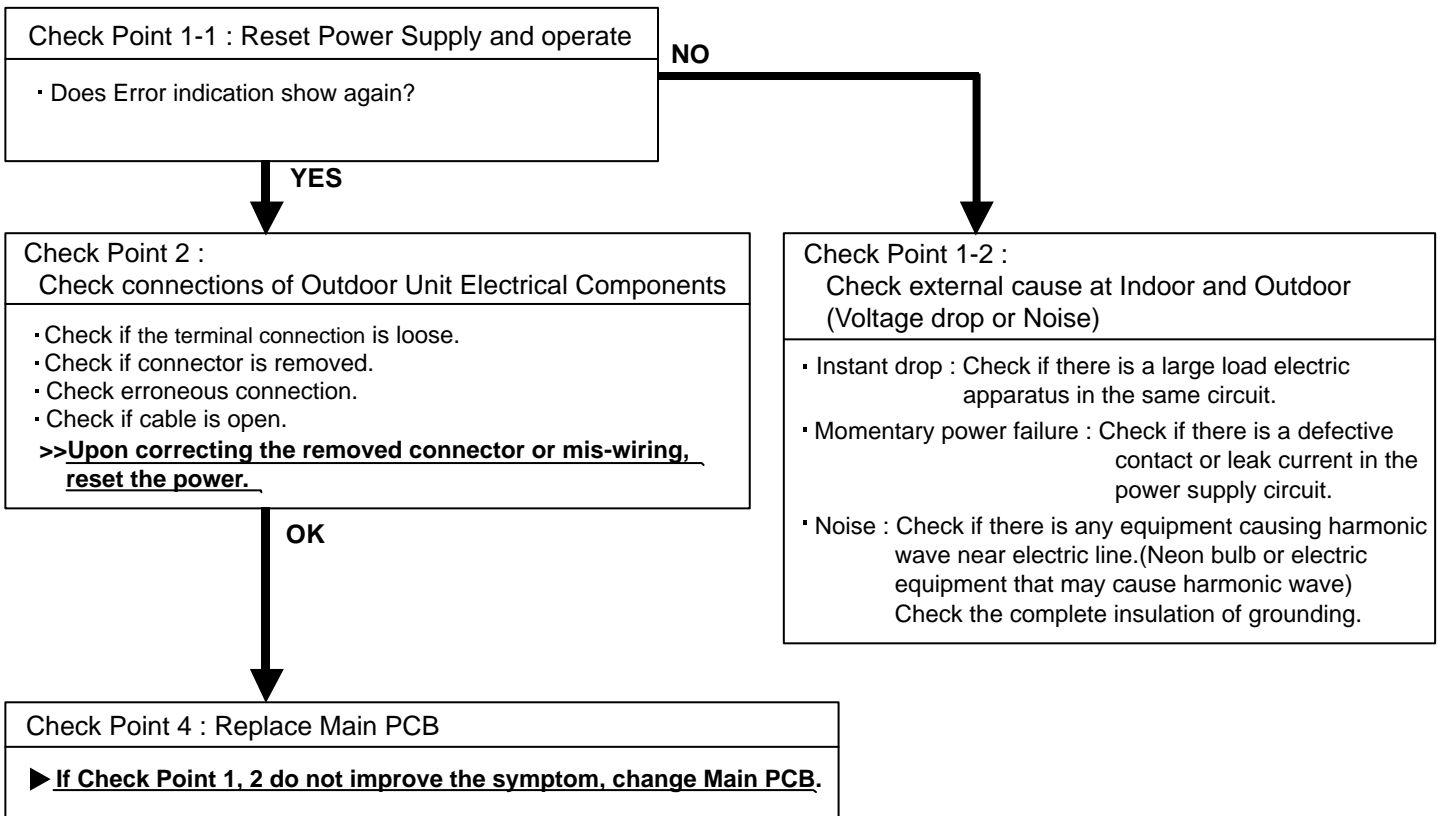 Check Point 1-1 : Reset Power Supply and operate
· Does Error indication show again?
NO
YES
Check Point 2 :
Check connections of Outdoor Unit Electrical Components
· Check if the terminal connection is loose.
· Check if connector is removed.
· Check erroneous connection.
· Check if cable is open.
>>Upon correcting the removed connector or mis-wiring,
reset the power.
OK
Check Point 1-2 :
Check external cause at Indoor and Outdoor
(Voltage drop or Noise)
· Instant drop : Check if there is a large load electric
apparatus in the same circuit.
· Momentary power failure : Check if there is a defective
contact or leak current in the
power supply circuit.
· Noise : Check if there is any equipment causing harmonic
wave near electric line.(Neon bulb or electric
equipment that may cause harmonic wave)
Check the complete insulation of grounding.
Check Point 4 : Replace Main PCB
▶ If Check Point 1, 2 do not improve the symptom, change Main PCB.